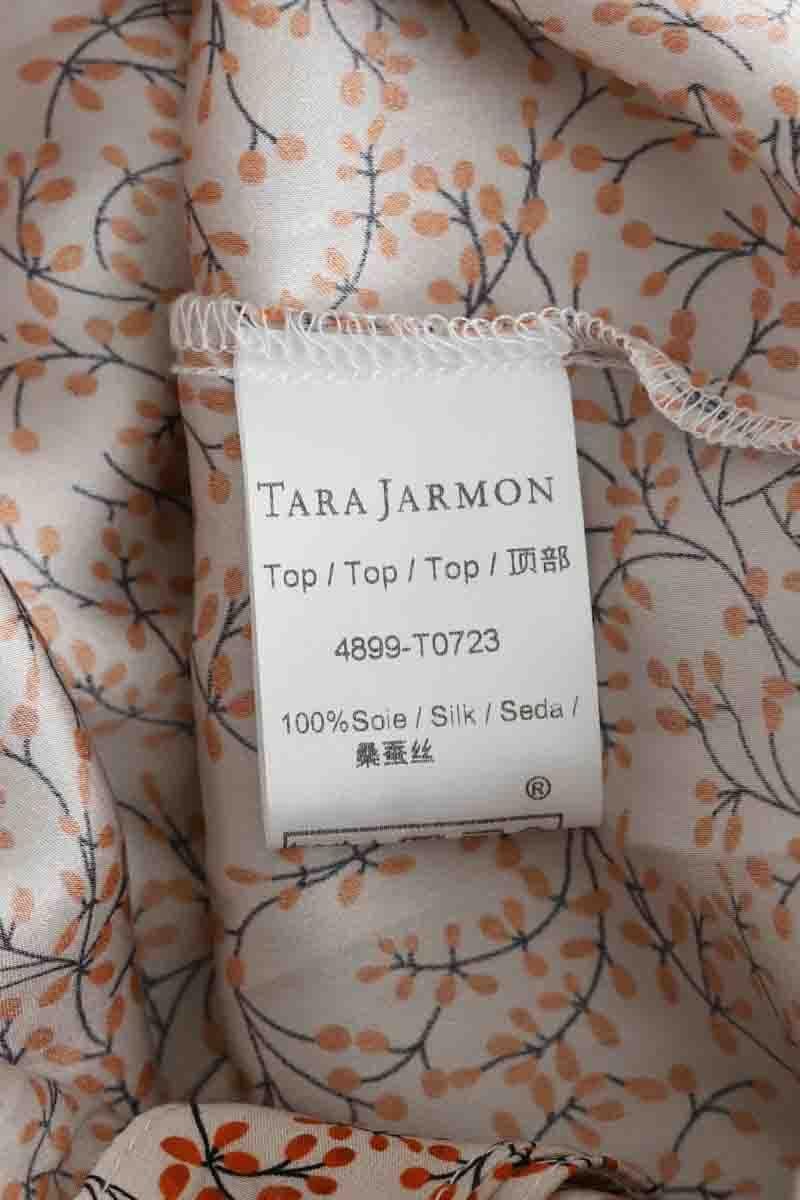 TARA JARMON
Top / Top / Top / 顶部
4899-T0723
100%Soie / Silk / Seda /
桑蚕丝
®